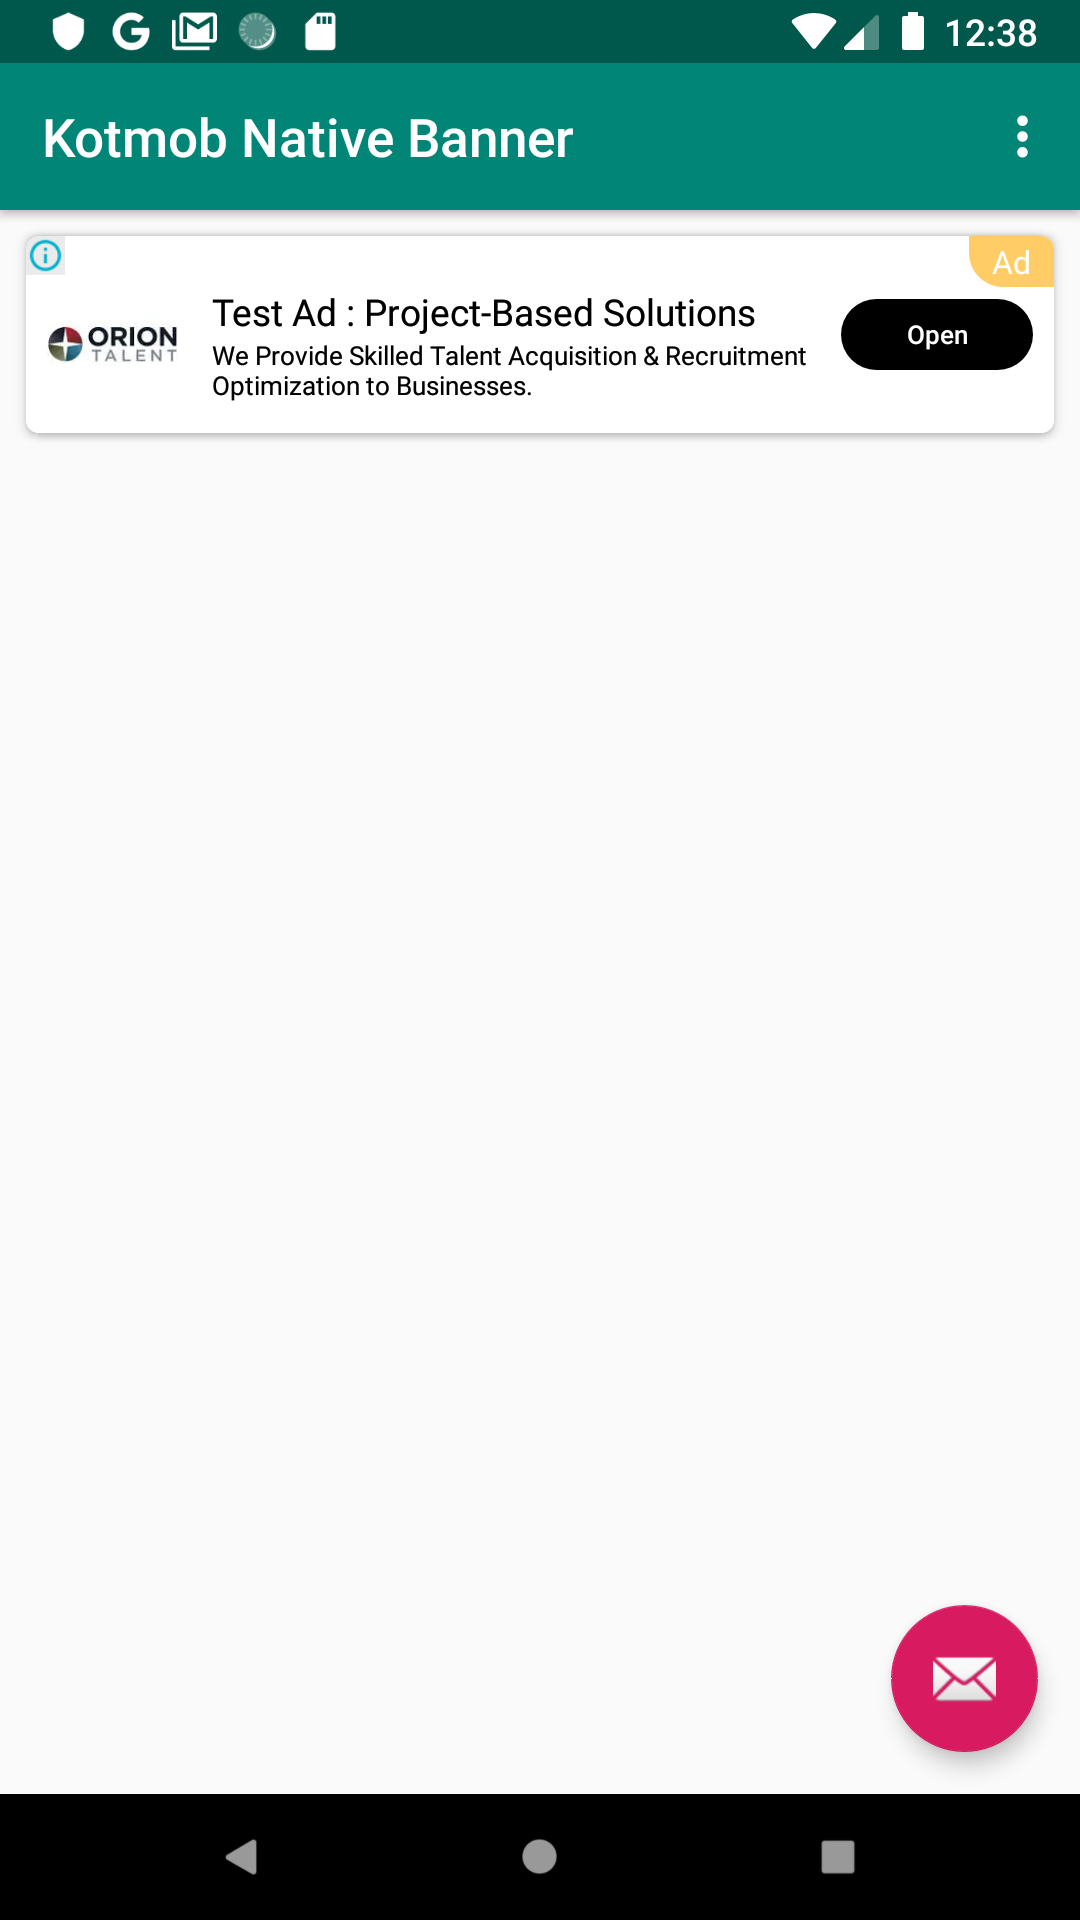 12:38
Kotmob Native Banner
Ad
Test Ad : Project-Based Solutions
We Provide Skilled Talent Acquisition & Recruitment
Optimization to Businesses.
ORION
TALENT
Open